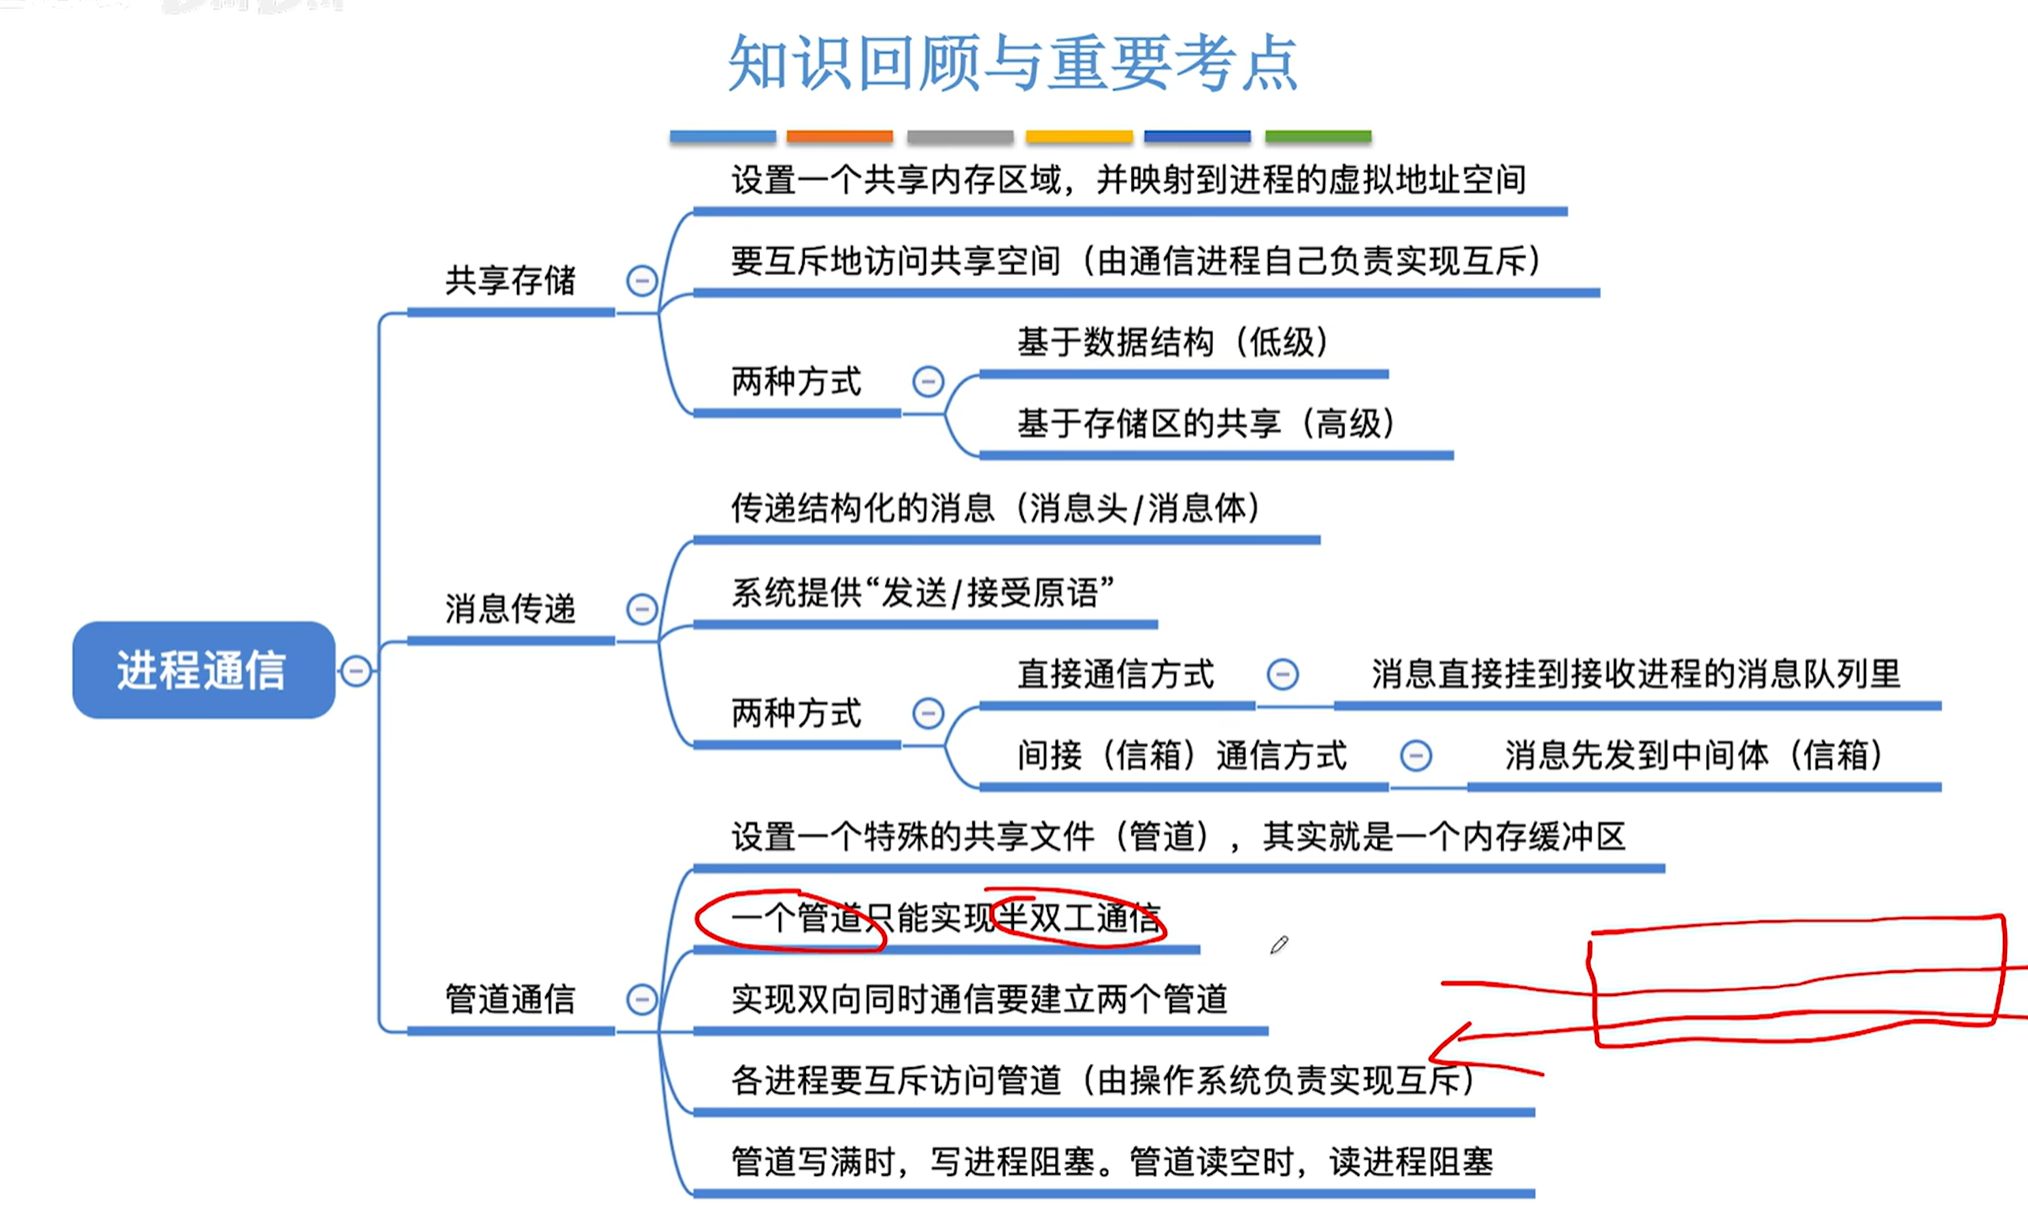 知识回顾与重要考点
进程通信
共享存储
设置一个共享内存区域，并映射到进程的虚拟地址空间
要互斥地访问共享空间（由通信进程自己负责实现互斥）
两种方式
基于数据结构（低级）
基于存储区的共享（高级）
消息传递
传递结构化的消息（消息头/消息体）
系统提供“发送/接受原语”
两种方式
直接通信方式
消息直接挂到接收进程的消息队列里
间接（信箱）通信方式
消息先发到中间体（信箱）
管道通信
设置一个特殊的共享文件（管道），其实就是一个内存缓冲区
一个管道只能实现半双工通信
实现双向同时通信要建立两个管道
各进程要互斥访问管道（由操作系统负责实现互斥）
管道写满时，写进程阻塞。管道读空时，读进程阻塞